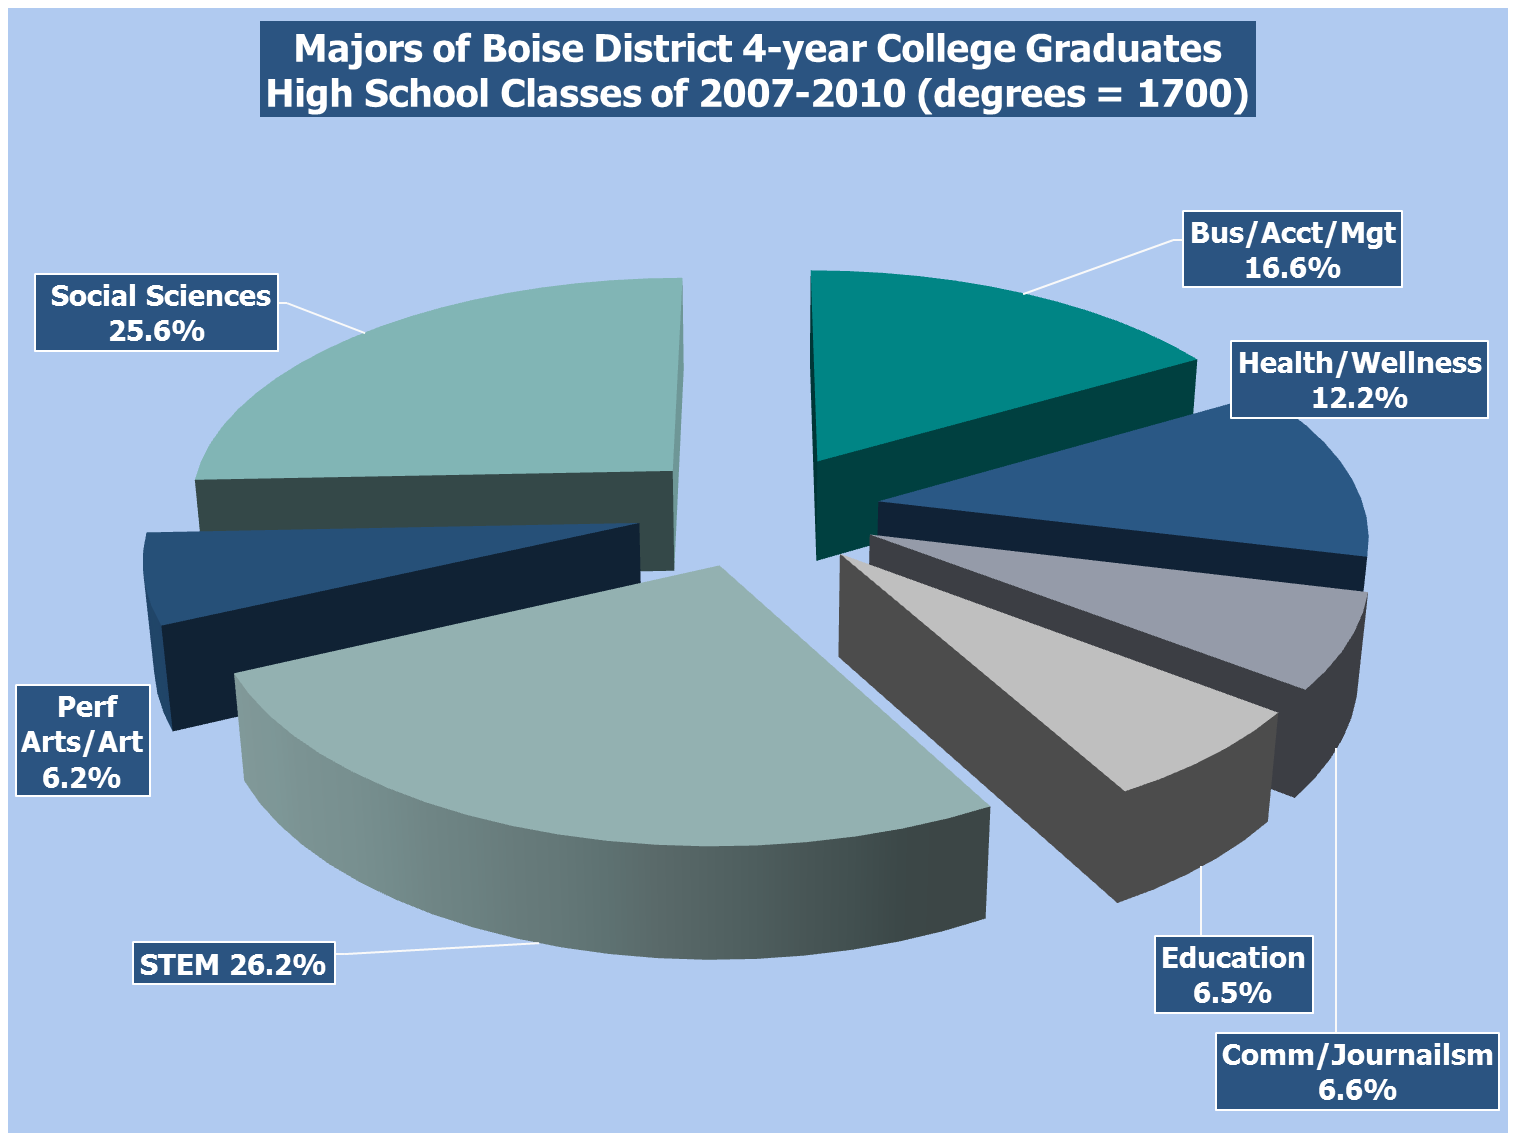 Majors of Boise District 4-year College Graduates
High School Classes of 2007-2010 (degrees = 1700)
Bus/Acct/Mgt
16.6%
Social Sciences
25.6%
Health/Wellness
12.2%
Perf
Arts/Art
6.2%
STEM 26.2%
Education
6.5%
Comm/Journailsm
6.6%